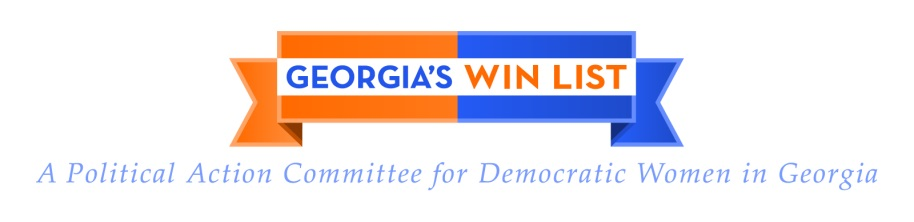 GEORGIA'S WIN LIST
A Political Action Committee for Democratic Women in Georgia